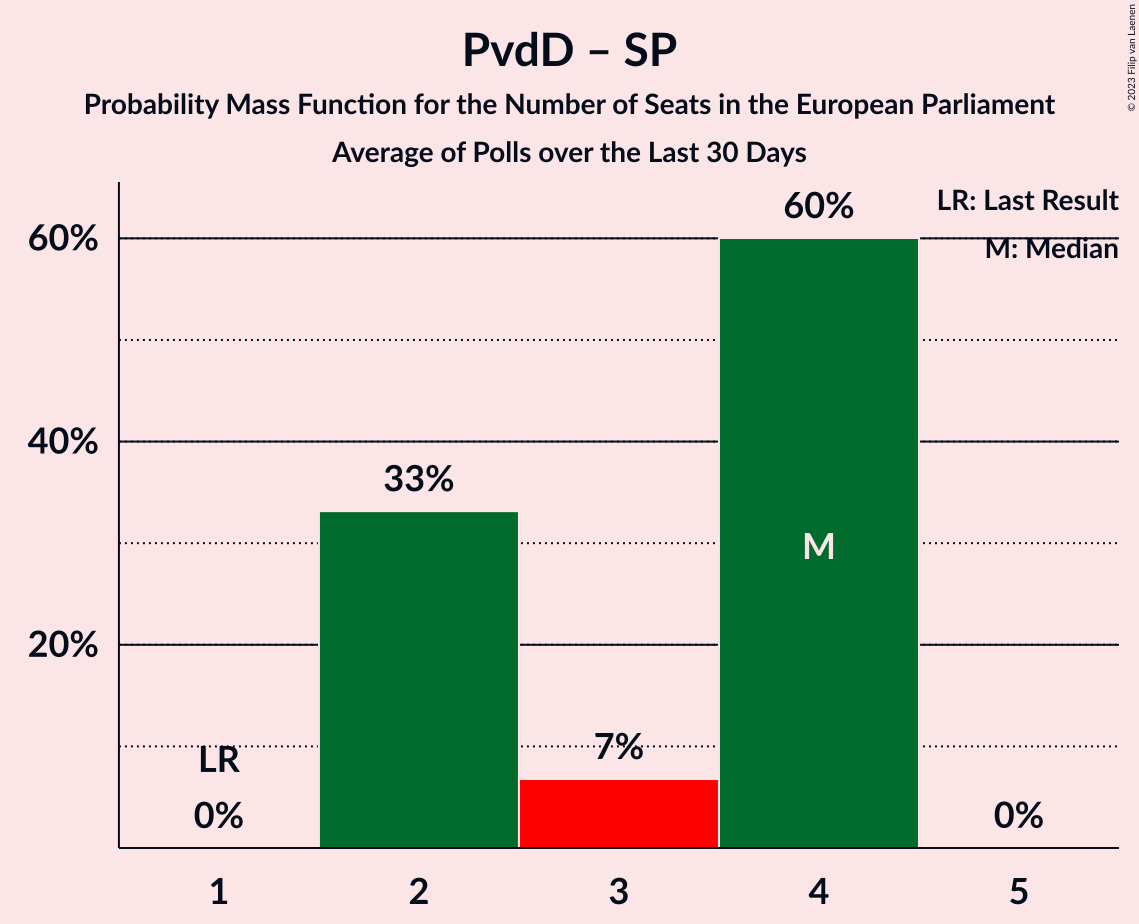 PvdD – SP
Probability Mass Function for the Number of Seats in the European Parliament
Average of Polls over the Last 30 Days
© 2023 Filip van Laenen
LR: Last Result
M: Median
60%
40%
20%
LR
0%
33%
7%
60%
M
0%
1
2
3
4
5